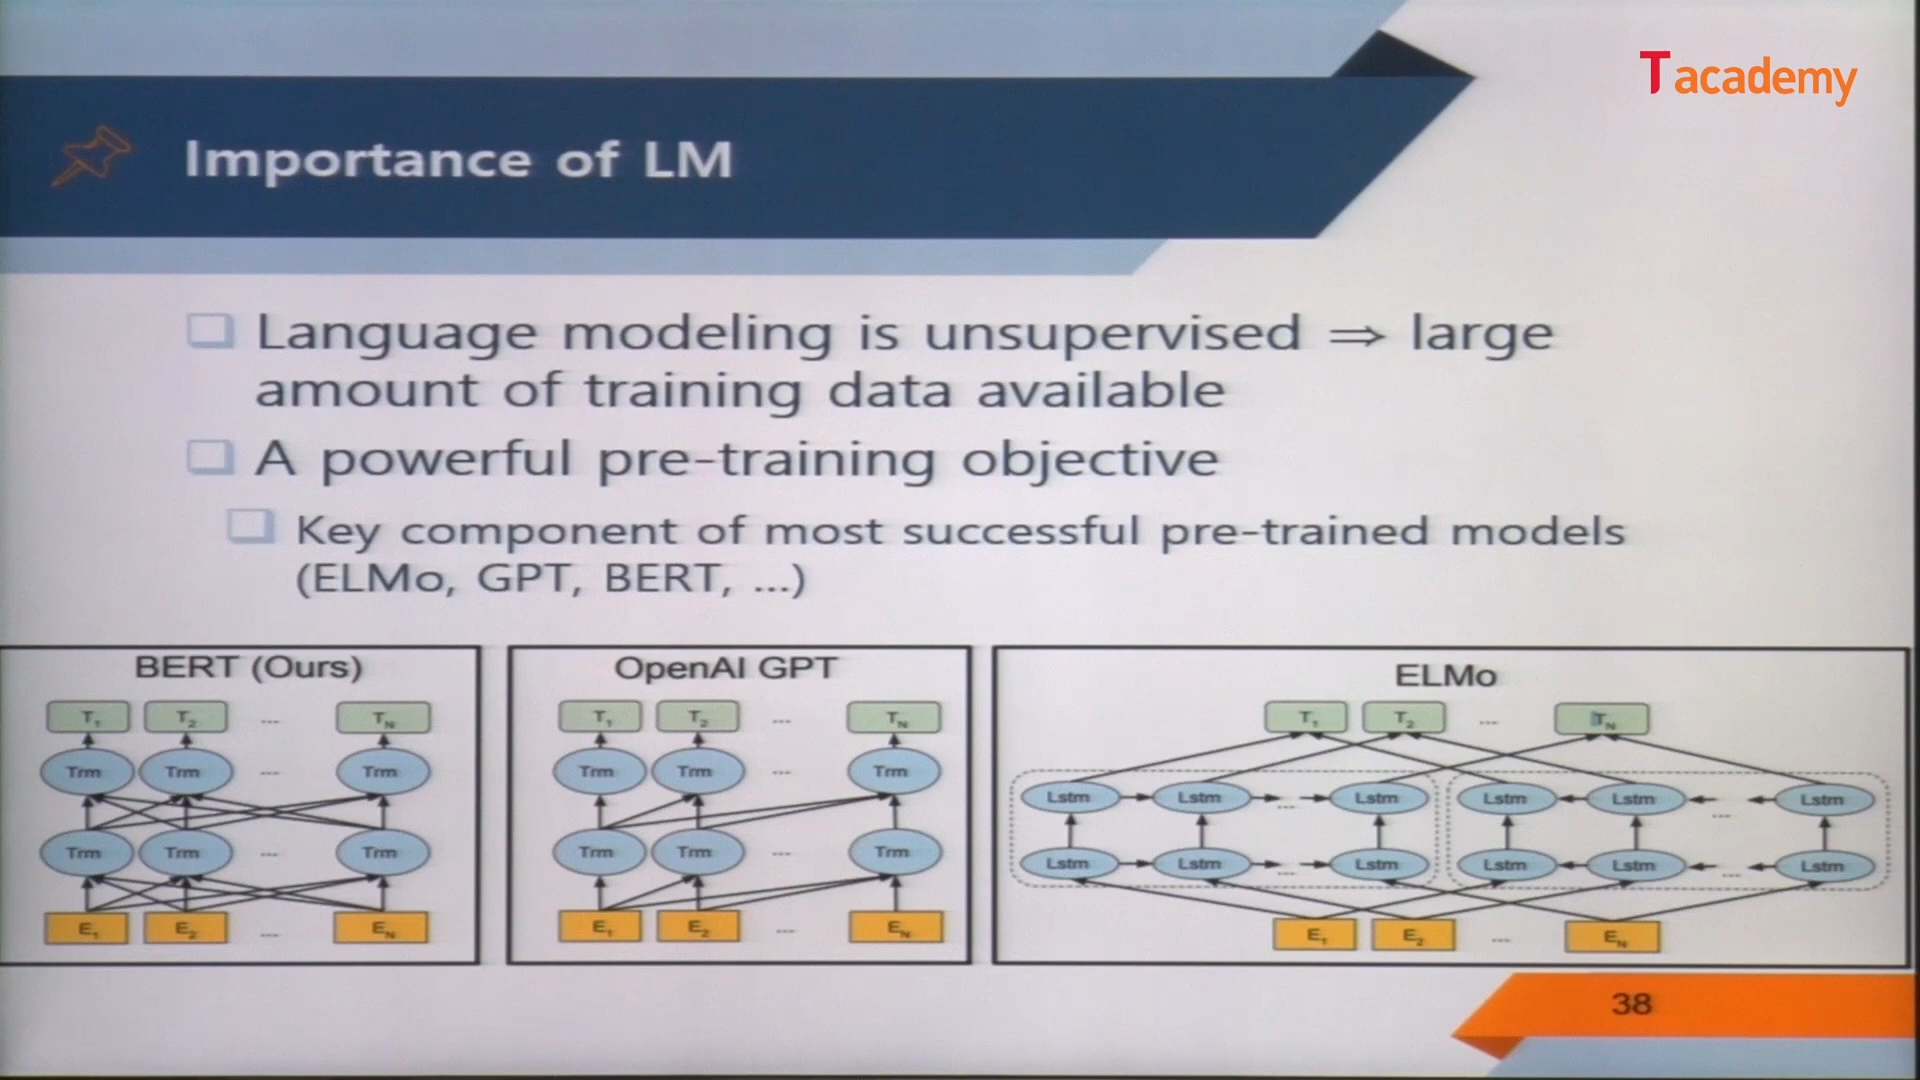 T academy
Importance of LM
Language modeling is unsupervised ⇒ large
amount of training data available
A powerful pre-training objective
Key component of most successful pre-trained models
(ELMo, GPT, BERT, ...)
BERT (Ours)
T1 T2 ... TN
Trm Trm ... Trm
Trm Trm ... Trm
E1 E2 ... EN
OpenAI GPT
T1 T2 ... TN
Trm Trm ... Trm
Trm Trm ... Trm
E1 E2 ... EN
ELMo
T1 T2 ... TN
Lstm Lstm ... Lstm Lstm Lstm ... Lstm
Lstm Lstm ... Lstm Lstm Lstm ... Lstm
E1 E2 ... EN
38